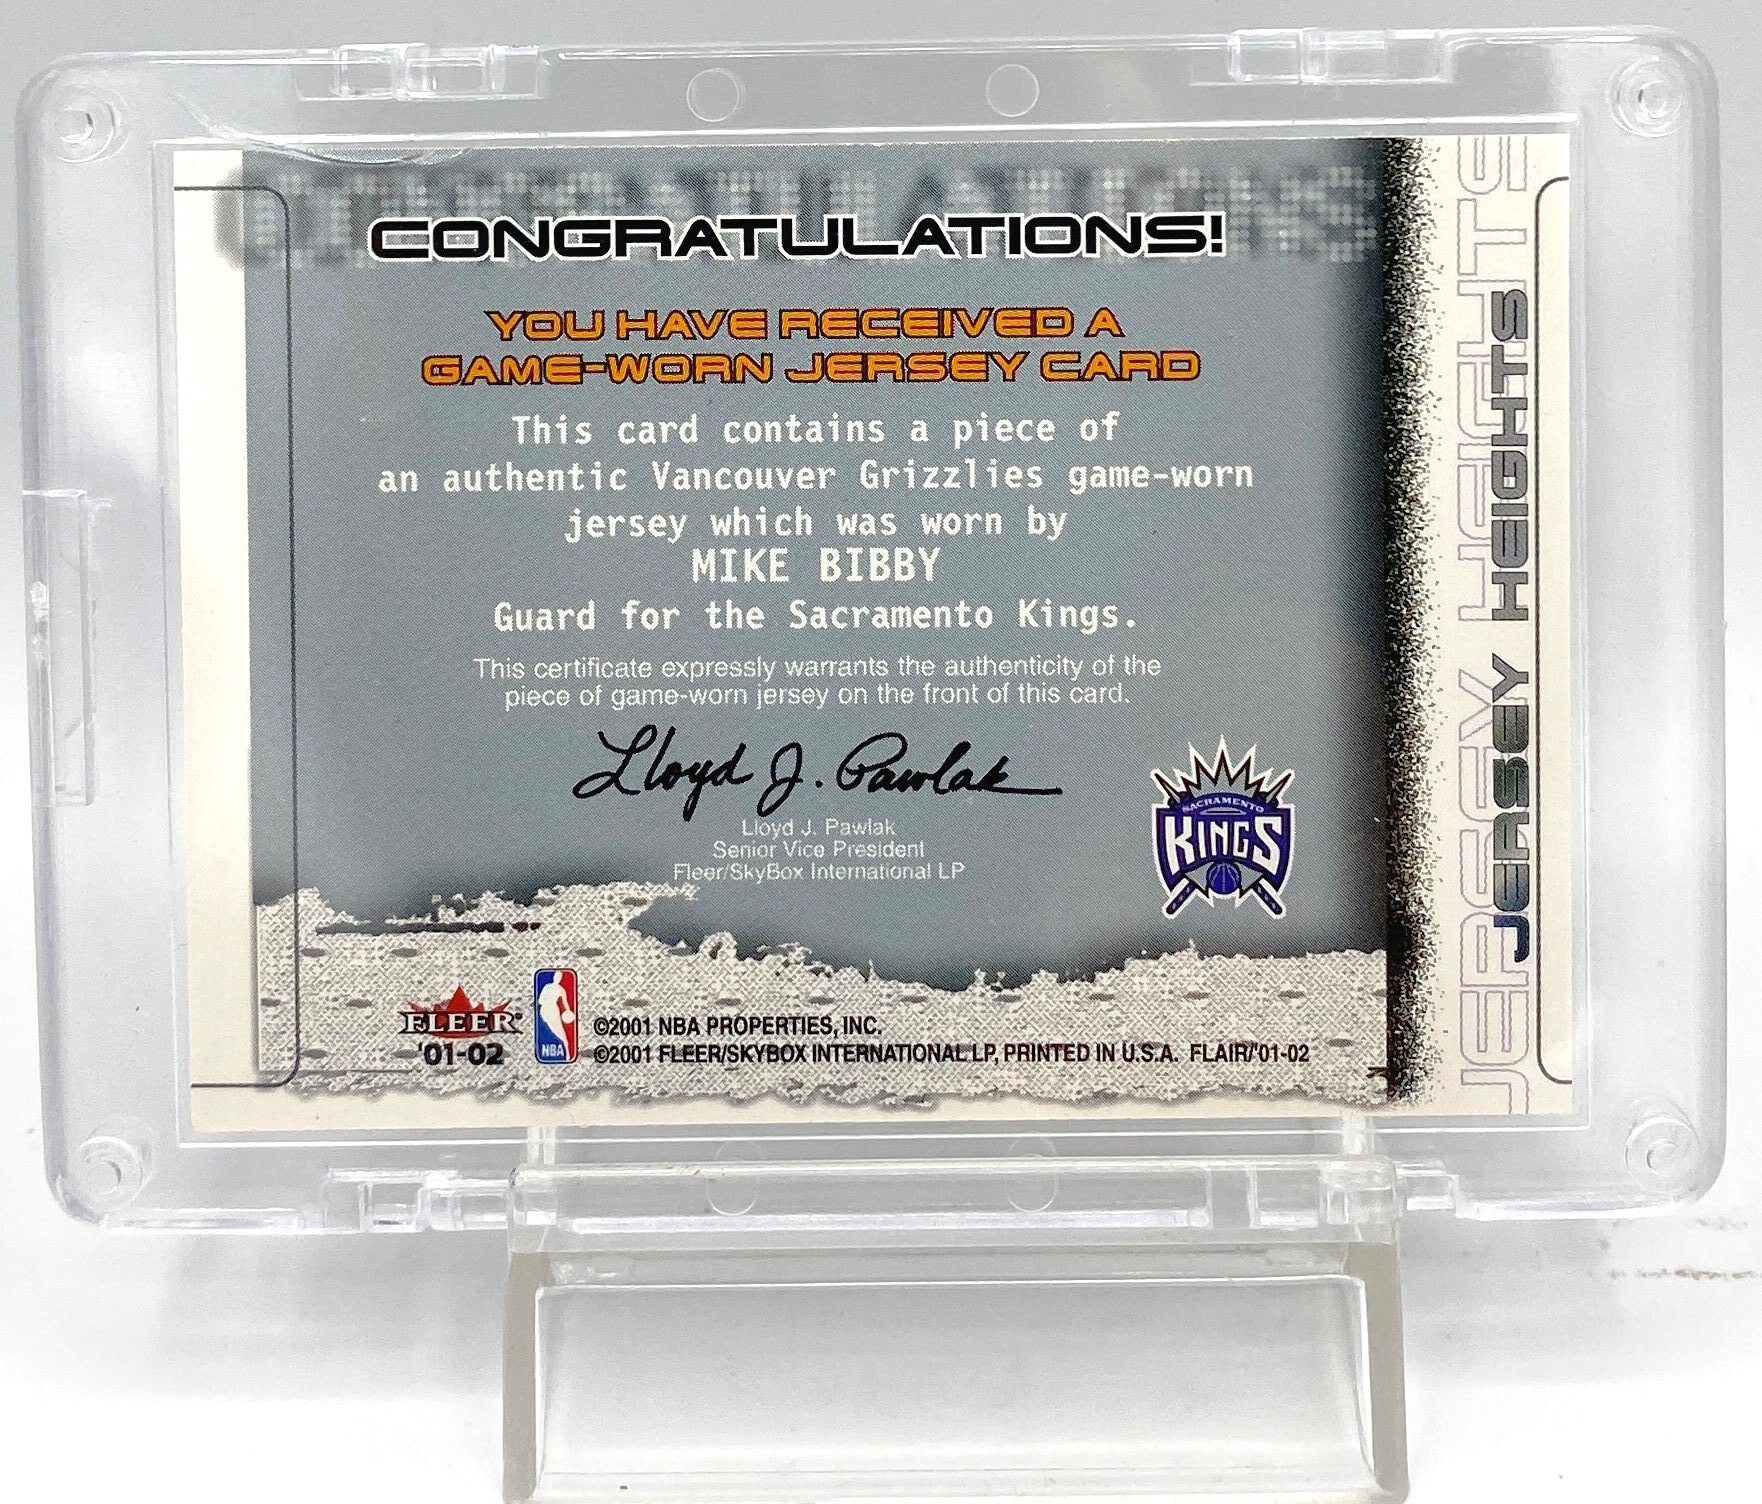 CONGRATULATIONS
CONGRATULATIONS!
YOU HAVE RECEIVED A
GAME-WORN JERSEY CARD
This card contains a piece of
an authentic Vancouver Grizzlies game-worn
jersey which was worn by
MIKE BIBBY
Guard for the Sacramento Kings.
This certificate expressly warrants the authenticity of the
piece of game-worn jersey on the front of this card.
Lloyd J. Pawlak
Lloyd J. Pawlak
Senior Vice President
Fleer/SkyBox International LP
SACRAMENTO
KINGS
FLEER®
'01-02
NBA
©2001 NBA PROPERTIES, INC.
©2001 FLEER/SKYBOX INTERNATIONAL LP, PRINTED IN U.S.A. FLAIR/'01-02
JERSEY HEIGHTS
JERSEY HEIGHTS